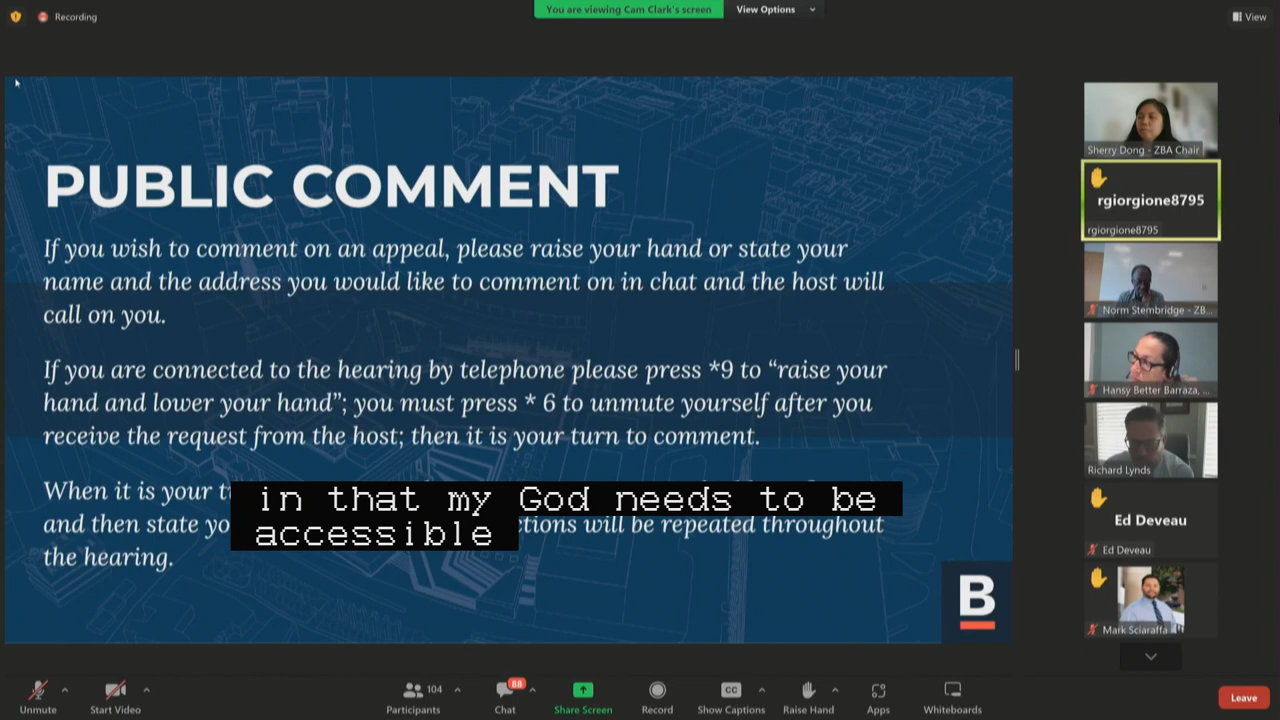 Recording
You are viewing Cam Clark's screen
View Options
View
PUBLIC COMMENT
If you wish to comment on an appeal, please raise your hand or state your
name and the address you would like to comment on in chat and the host will
call on you.
If you are connected to the hearing by telephone please press *9 to “raise your
hand and lower your hand”; you must press * 6 to unmute yourself after you
receive the request from the host; then it is your turn to comment.
When it is your
and then state ctions will be repeated throughout
the hearing.
in that my God needs to be
accessible
B
Sherry Dong - ZBA Chair
rgiorgione8795
rgiorgione8795
Norm Stembridge - ZB...
Hansy Better Barraza, ...
Richard Lynds
Ed Deveau
Ed Deveau
Mark Sciaraffa
Unmute
Start Video
Participants
104
Chat
88
Share Screen
Record
CC
Show Captions
Raise Hand
Apps
Whiteboards
Leave